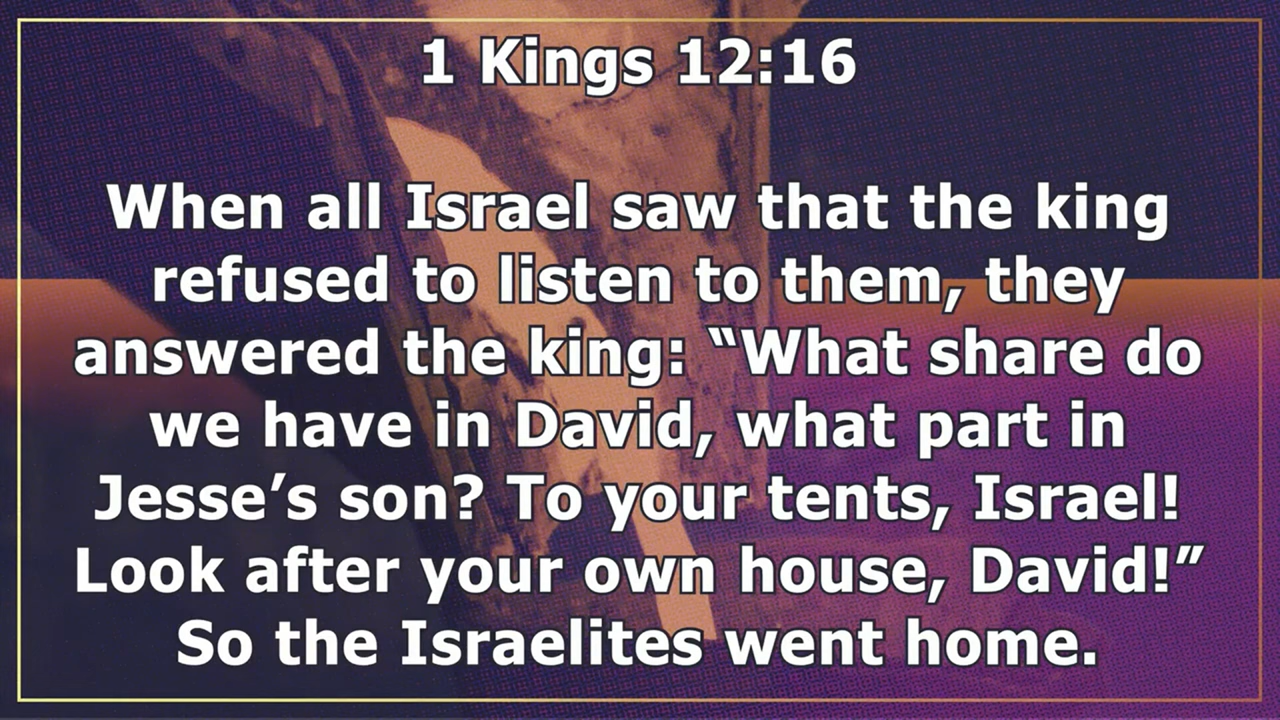 1 Kings 12:16
When all Israel saw that the king
refused to listen to them, they
answered the king: “What share do
we have in David, what part in
Jesse’s son? To your tents, Israel!
Look after your own house, David!”
So the Israelites went home.